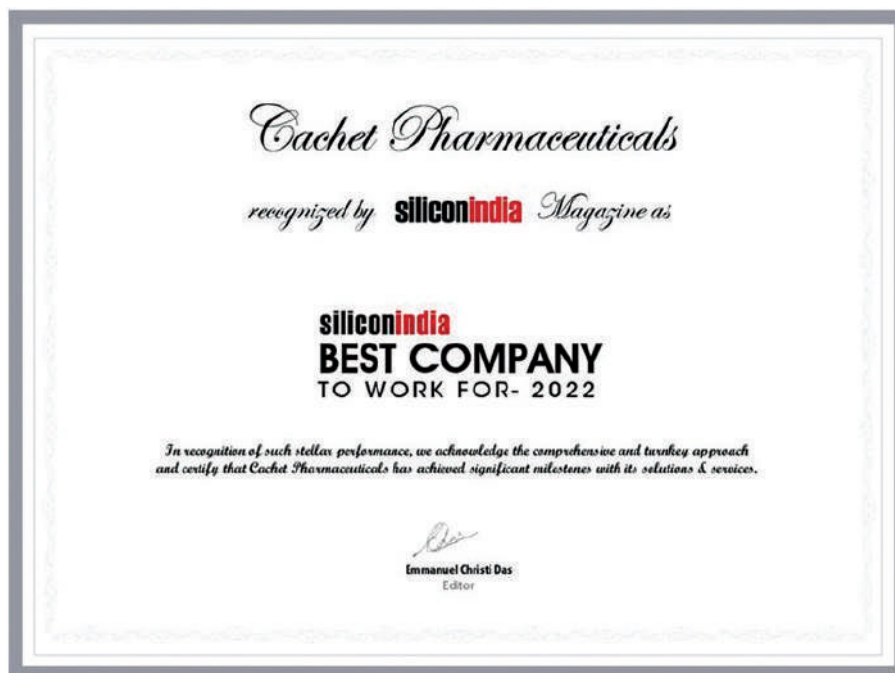 Cachet Pharmaceuticals
recognized by siliconindia Magazine as
siliconindia
BEST COMPANY
TO WORK FOR- 2022
In recognition of such stellar performance, we acknowledge the comprehensive and turnkey approach
and certify that Cachet Pharmaceuticals has achieved significant milestones with its solutions & services.
Emmanuel Christi Das
Editor